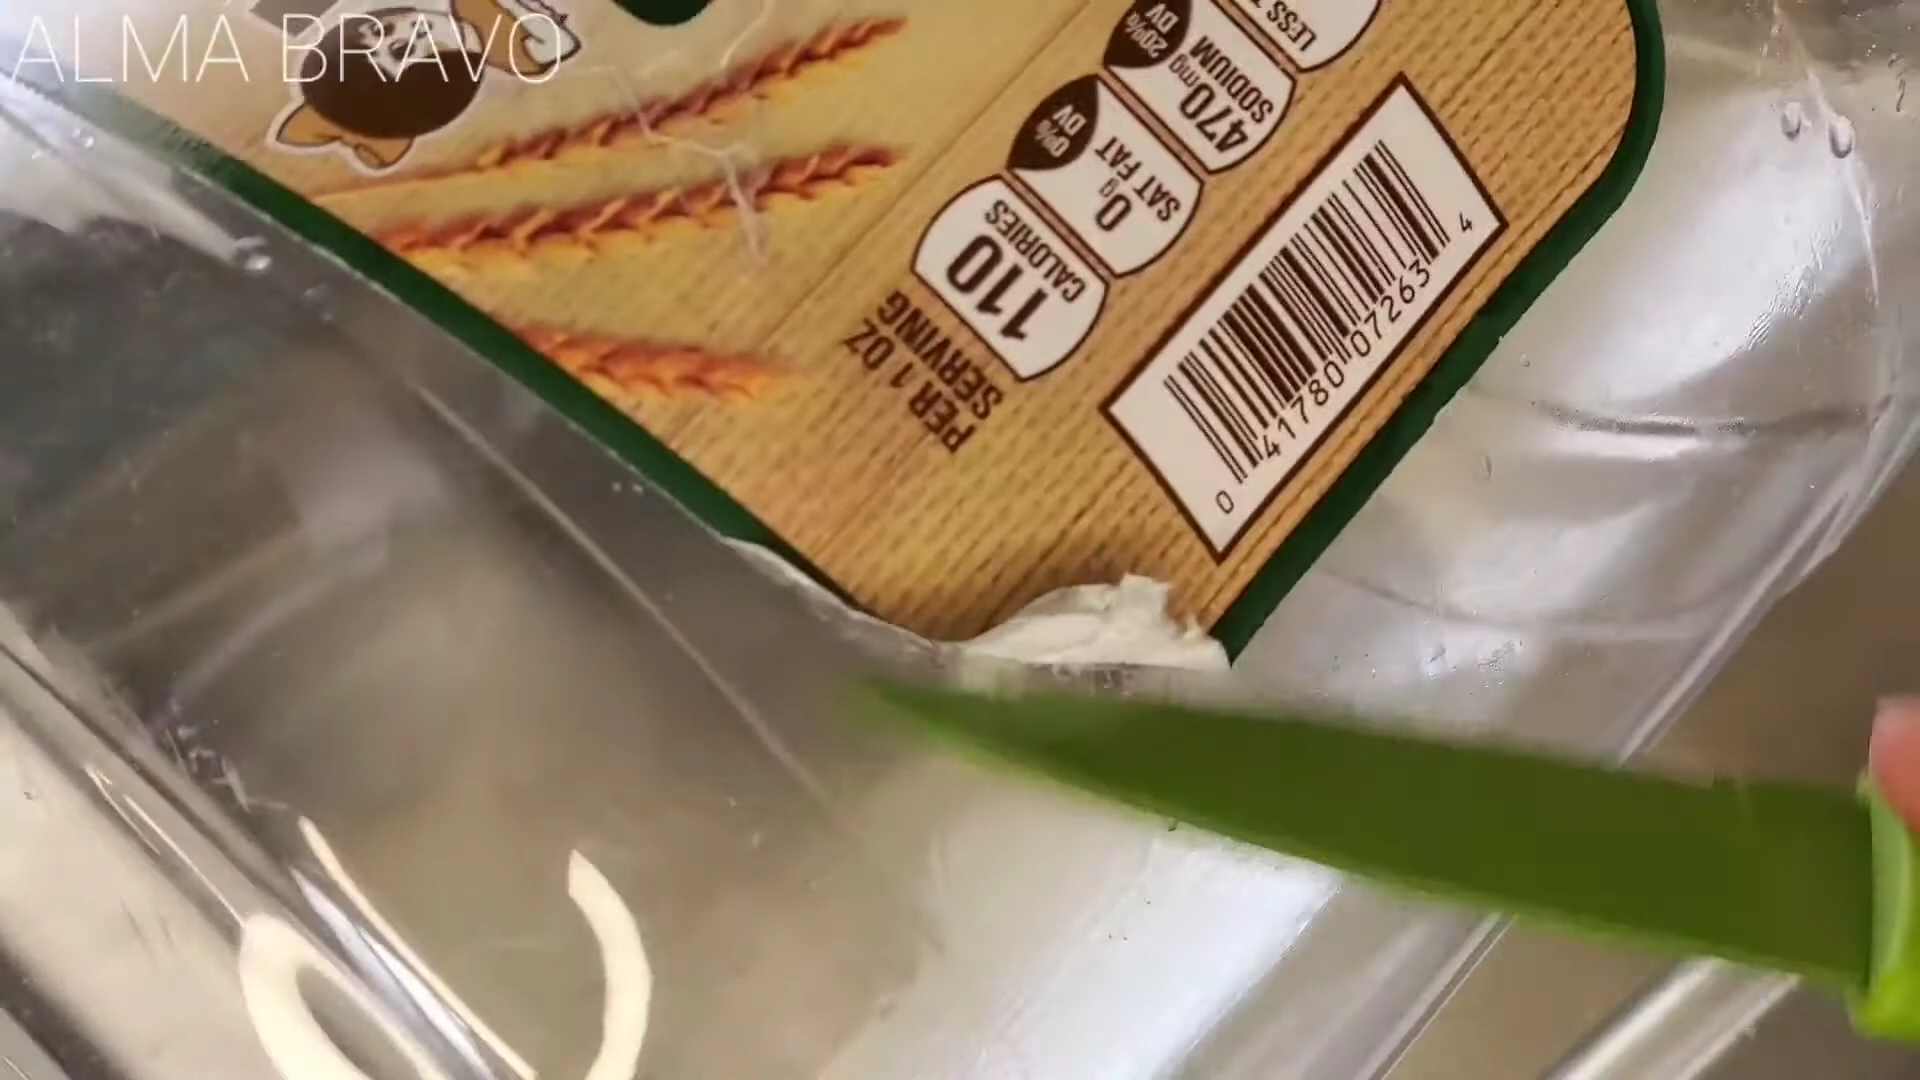 ALMA BRAVO
PER 1 OZ
SERVING
110
CALORIES
0g
SAT FAT
0%
DV
470mg
SODIUM
20%
DV
LESS
0 41780 07263 4